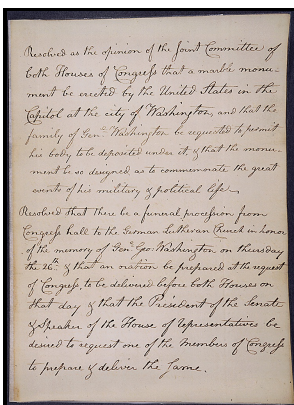 Resolved as the opinion of the Joint Committee of
both Houses of Congress that a marble monu-
ment be erected by the United States in the
Capitol at the city of Washington, and that the
family of Genl. Washington be requested to permit
his body to be deposited under it, & that the monu-
ment be so designed as to commemorate the great
events of his military & political life.
Resolved that there be a funeral procession from
Congress hall to the German Lutheran Church in honor
of the memory of Genl. Geo. Washington on thursday
the 26th. & that an oration be prepared at the request
of Congress, to be delivered before both Houses on
that day & that the President of the Senate
& Speaker of the House of Representatives be
desired to request one of the Members of Congress
to prepare & deliver the same.